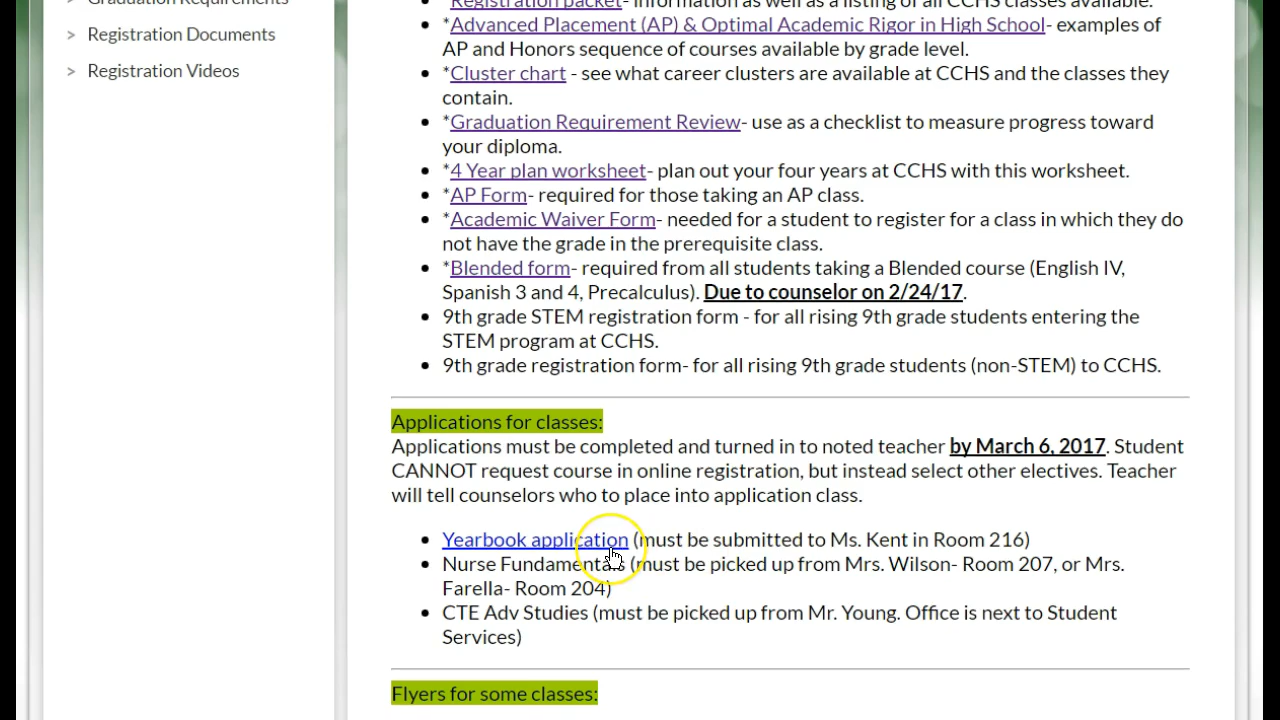 Graduation Requirements
> Registration Documents
> Registration Videos
• *Registration packet- information as well as a listing of all CCHS classes available.
• *Advanced Placement (AP) & Optimal Academic Rigor in High School- examples of
AP and Honors sequence of courses available by grade level.
• *Cluster chart - see what career clusters are available at CCHS and the classes they
contain.
• *Graduation Requirement Review- use as a checklist to measure progress toward
your diploma.
• *4 Year plan worksheet- plan out your four years at CCHS with this worksheet.
• *AP Form- required for those taking an AP class.
• *Academic Waiver Form- needed for a student to register for a class in which they do
not have the grade in the prerequisite class.
• *Blended form- required from all students taking a Blended course (English IV,
Spanish 3 and 4, Precalculus). Due to counselor on 2/24/17.
• 9th grade STEM registration form - for all rising 9th grade students entering the
STEM program at CCHS.
• 9th grade registration form- for all rising 9th grade students (non-STEM) to CCHS.
Applications for classes:
Applications must be completed and turned in to noted teacher by March 6, 2017. Student
CANNOT request course in online registration, but instead select other electives. Teacher
will tell counselors who to place into application class.
• Yearbook application (must be submitted to Ms. Kent in Room 216)
• Nurse Fundamentals (must be picked up from Mrs. Wilson- Room 207, or Mrs.
Farella- Room 204)
• CTE Adv Studies (must be picked up from Mr. Young. Office is next to Student
Services)
Flyers for some classes: